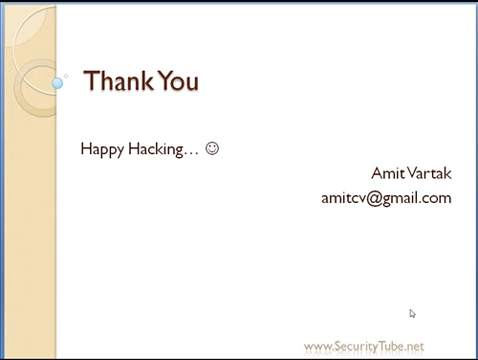 Thank You
Happy Hacking... ☺
Amit Vartak
amitcv@gmail.com
www.SecurityTube.net